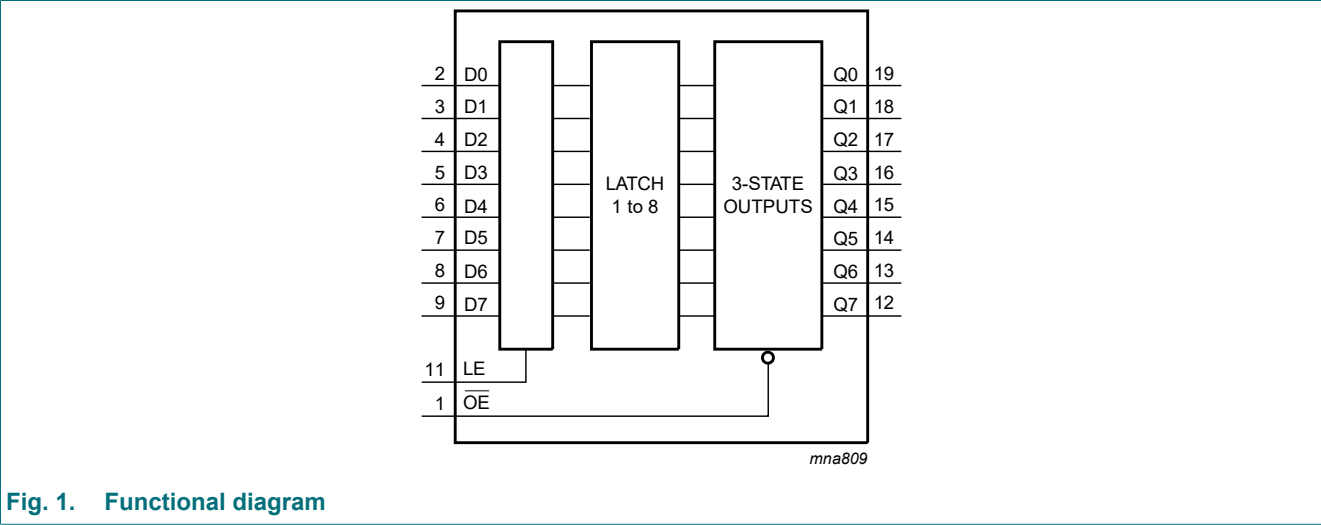 2 D0 Q0 19
3 D1 Q1 18
4 D2 Q2 17
5 D3 Q3 16
LATCH 3-STATE
1 to 8 OUTPUTS
6 D4 Q4 15
7 D5 Q5 14
8 D6 Q6 13
9 D7 Q7 12
11 LE
1 O̅E̅
mna809
Fig. 1. Functional diagram